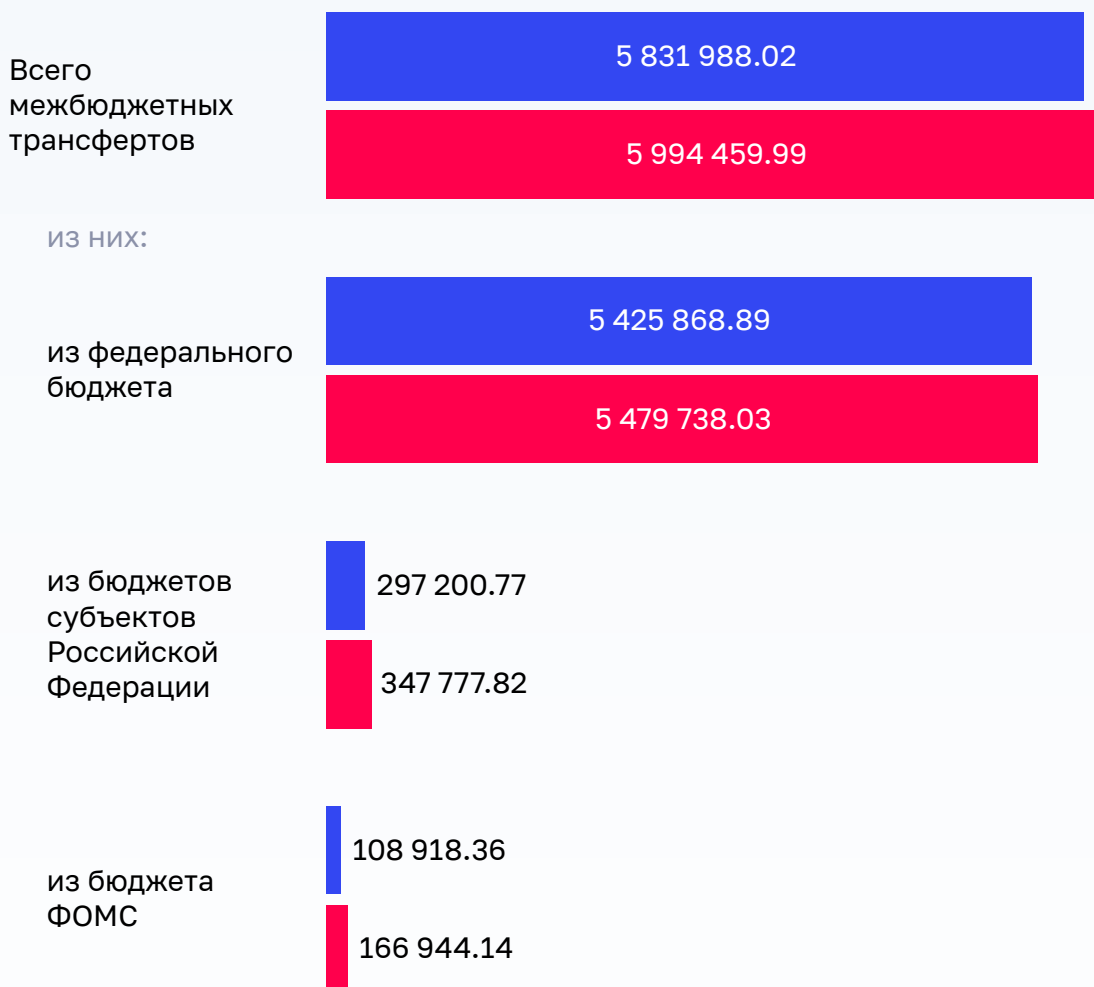 Всего
межбюджетных
трансфертов
5 831 988.02
5 994 459.99
из них:
из федерального
бюджета
5 425 868.89
5 479 738.03
из бюджетов
субъектов
Российской
Федерации
297 200.77
347 777.82
из бюджета
ФОМС
108 918.36
166 944.14